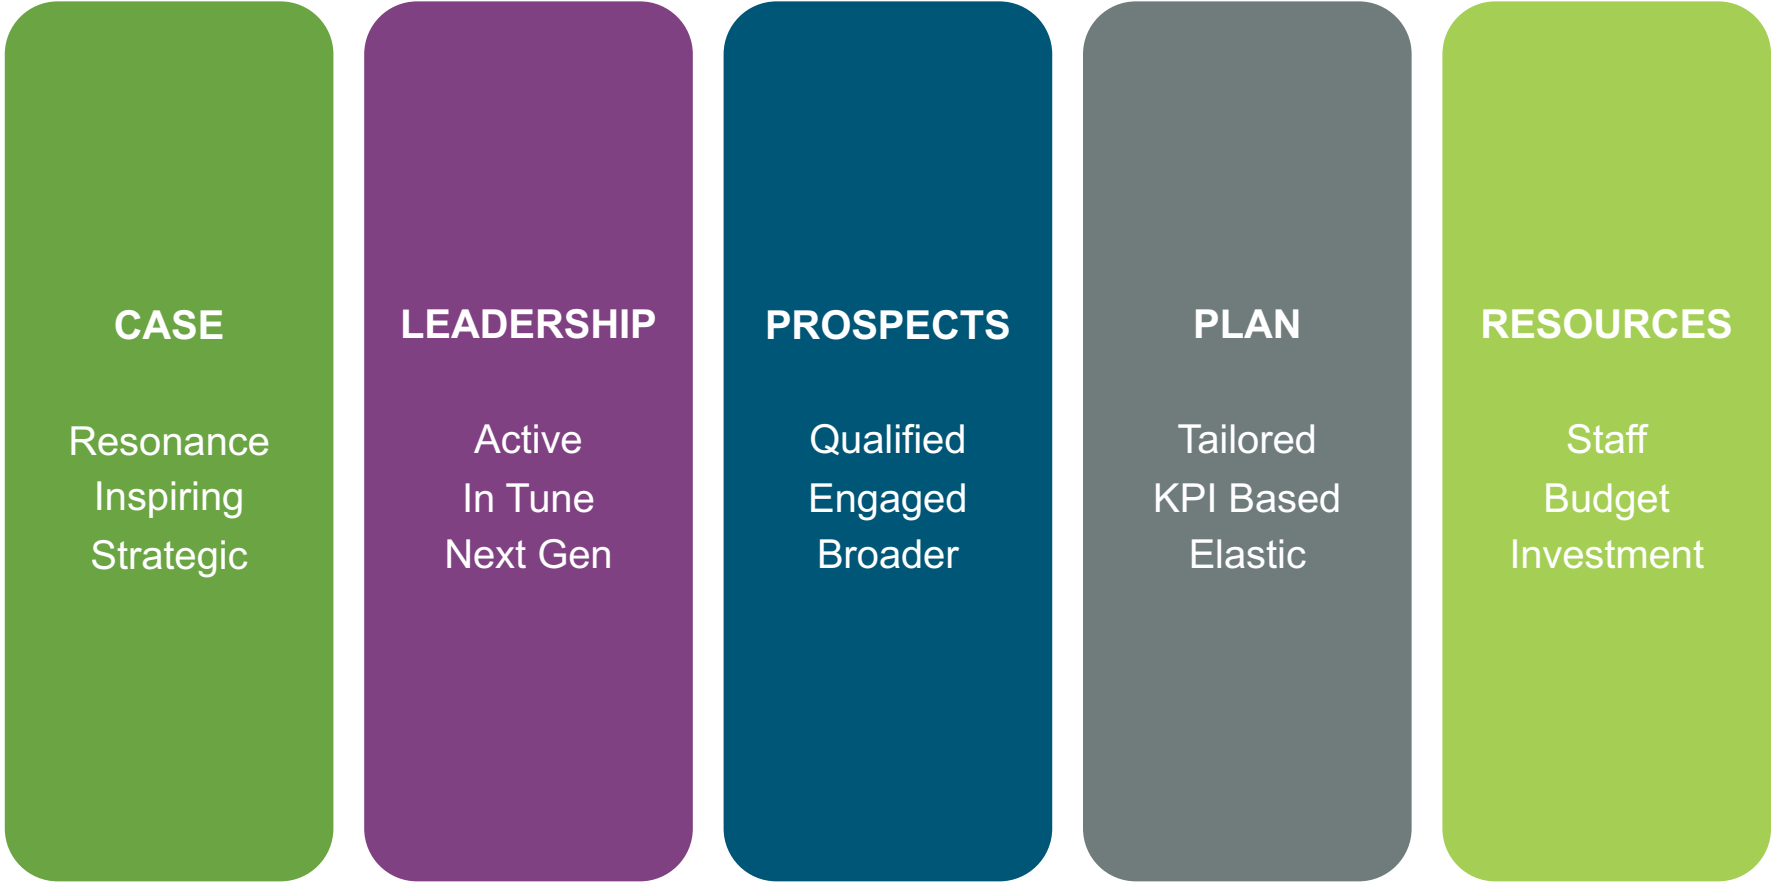 CASE
Resonance
Inspiring
Strategic
LEADERSHIP
Active
In Tune
Next Gen
PROSPECTS
Qualified
Engaged
Broader
PLAN
Tailored
KPI Based
Elastic
RESOURCES
Staff
Budget
Investment